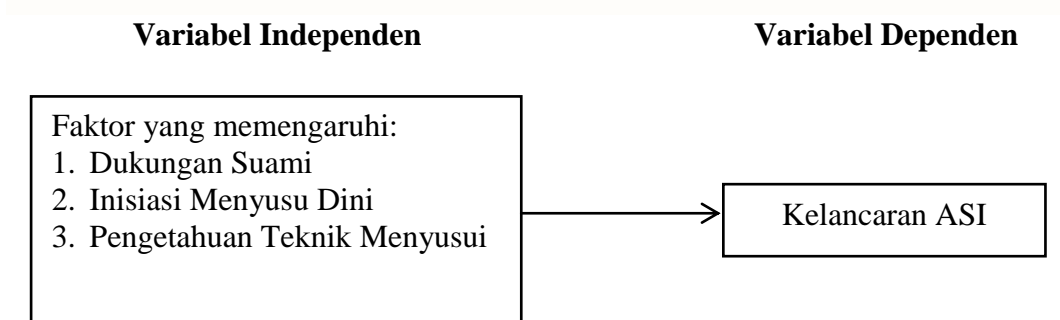 Variabel Independen
Variabel Dependen
Faktor yang memengaruhi:
1. Dukungan Suami
2. Inisiasi Menyusu Dini
3. Pengetahuan Teknik Menyusui
Kelancaran ASI